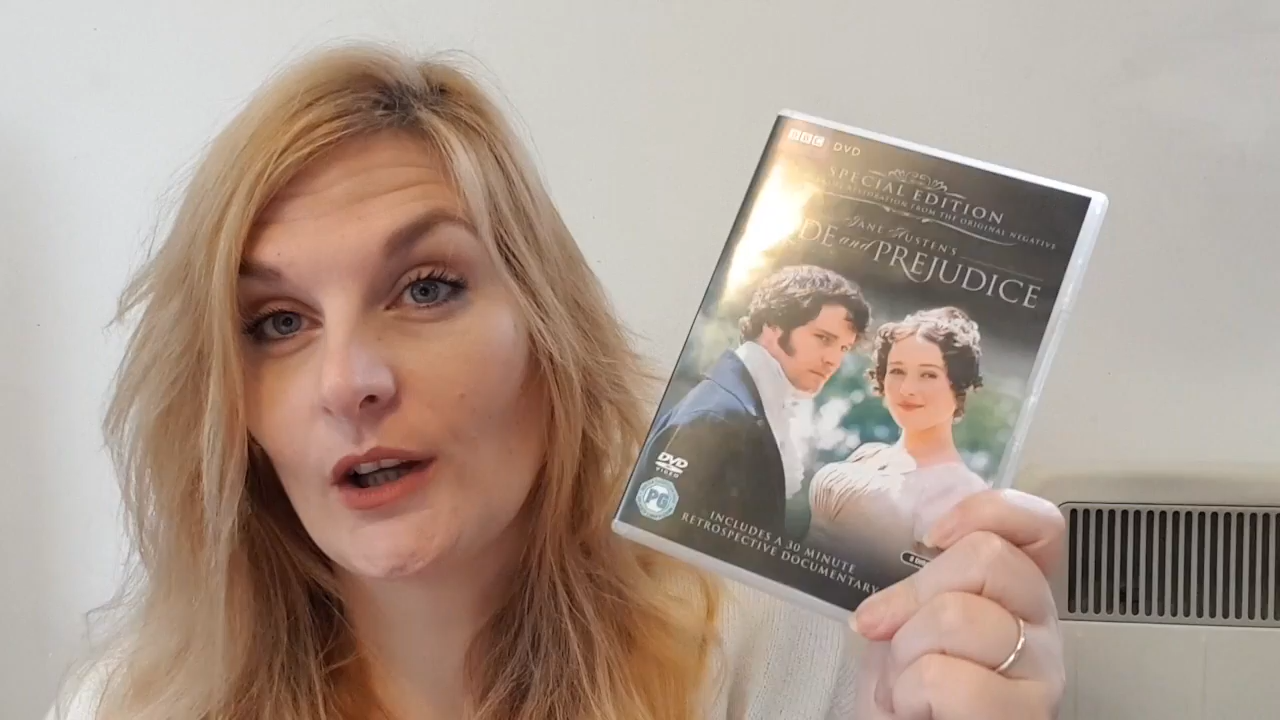 BBC DVD
SPECIAL EDITION
RESTORATION FROM THE ORIGINAL NEGATIVE
JANE AUSTEN'S
DE and PREJUDICE
DVD
VIDEO
PG
INCLUDES A 30 MINUTE
RETROSPECTIVE DOCUMENTARY